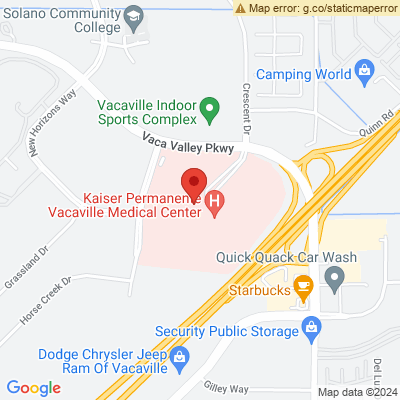 Map error: g.co/staticmaperror
Solano Community
College
Camping World
New Horizons Way
Vacaville Indoor
Sports Complex
Crescent Dr
Quinn Rd
Vaca Valley Pkwy
Kaiser Permanente
Vacaville Medical Center
H
Grassland Dr
Quick Quack Car Wash
Horse Creek Dr
Starbucks
Security Public Storage
Dodge Chrysler Jeep
Ram Of Vacaville
Del Lu
Google
Gilley Way
Map data ©2024